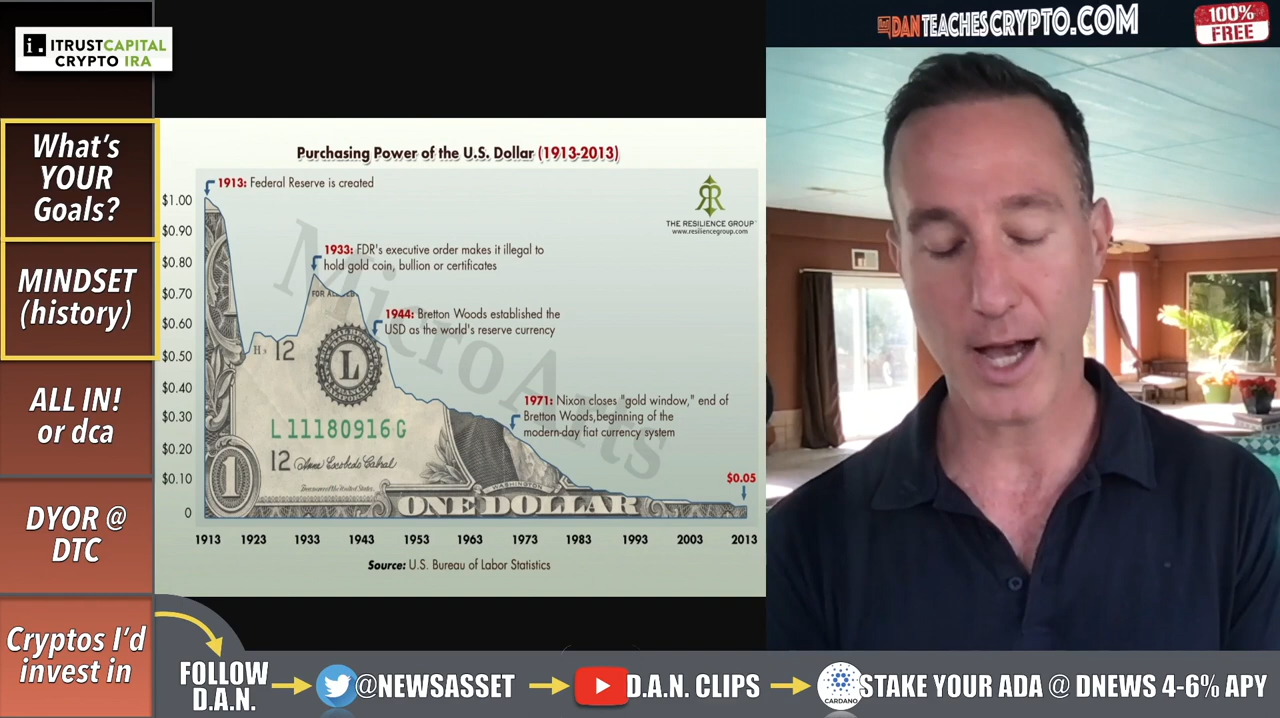 i. ITRUSTCAPITAL
CRYPTO IRA
What's
YOUR
Goals?
MINDSET
(history)
ALL IN!
or dca
DYOR @
DTC
Cryptos I'd
invest in
DANTEACHESCRYPTO.COM
100%
FREE
Purchasing Power of the U.S. Dollar (1913-2013)
1913: Federal Reserve is created
THE RESILIENCE GROUP
www.resiliencegroup.com
1933: FDR's executive order makes it illegal to
hold gold coin, bullion or certificates
1944: Bretton Woods established the
USD as the world's reserve currency
1971: Nixon closes "gold window," end of
Bretton Woods,beginning of the
modern-day fiat currency system
$0.05
$1.00
$0.90
$0.80
$0.70
$0.60
$0.50
$0.40
$0.30
$0.20
$0.10
0
MicroArts
FOR ALL
H 12
L
L 11180916 G
12
WASHINGTON
1
ONE DOLLAR
1913 1923 1933 1943 1953 1963 1973 1983 1993 2003 2013
Source: U.S. Bureau of Labor Statistics
FOLLOW
D.A.N.
@NEWSASSET
D.A.N. CLIPS
CARDANO
STAKE YOUR ADA @ DNEWS 4-6% APY